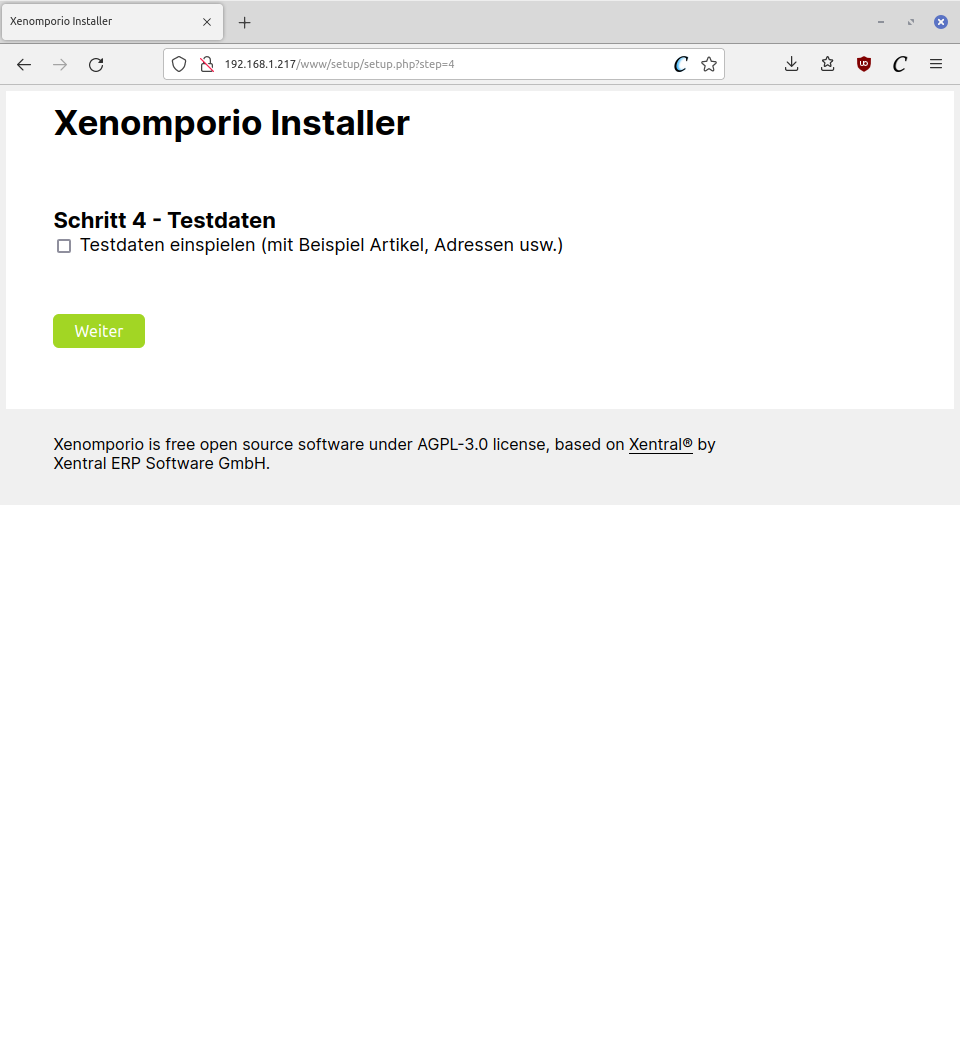 Xenomporio Installer
192.168.1.217/www/setup/setup.php?step=4
Xenomporio Installer
Schritt 4 - Testdaten
Testdaten einspielen (mit Beispiel Artikel, Adressen usw.)
Weiter
Xenomporio is free open source software under AGPL-3.0 license, based on Xentral® by
Xentral ERP Software GmbH.